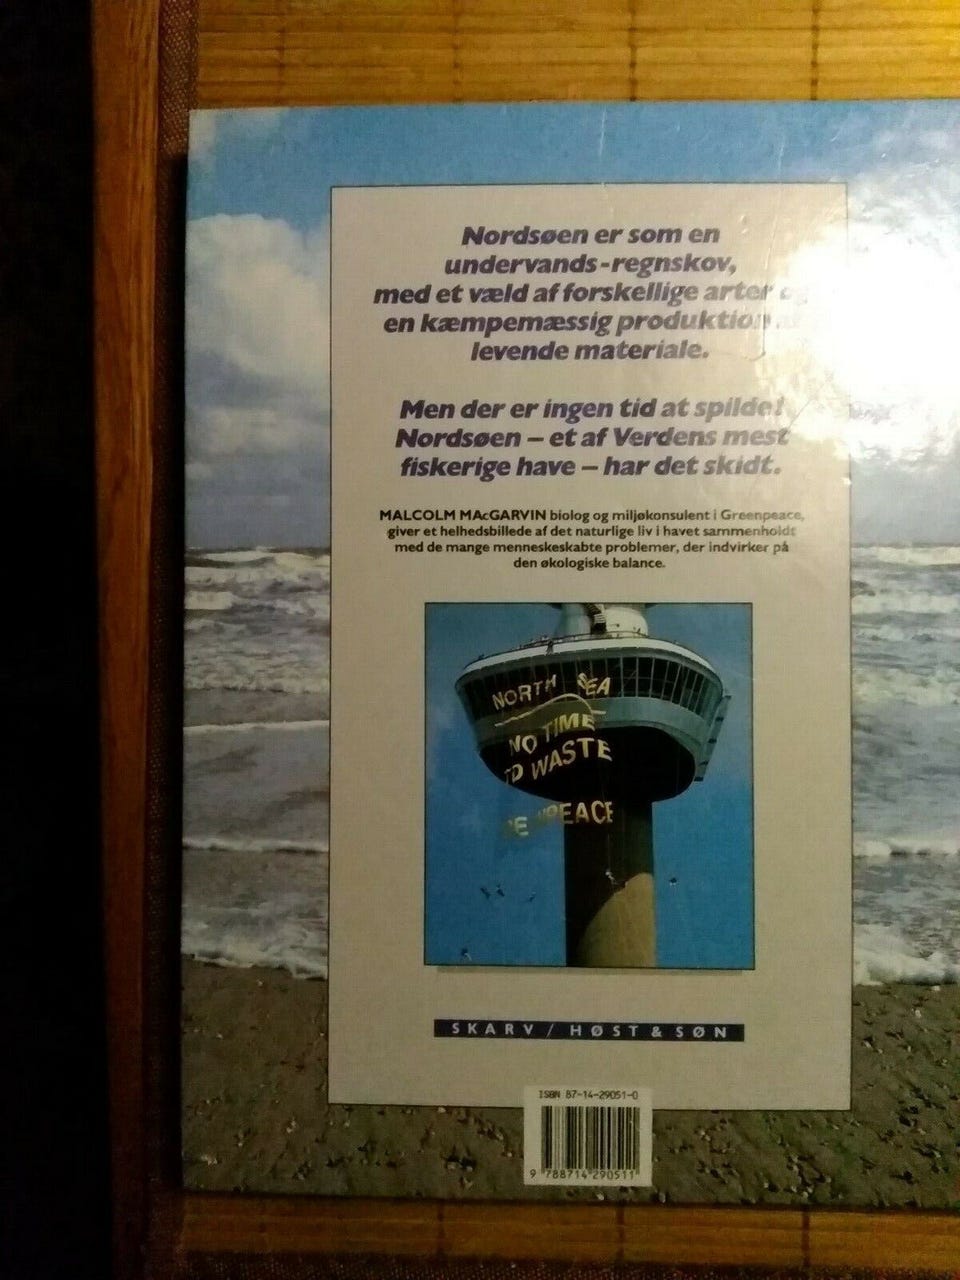 Nordsøen er som en
undervands-regnskov,
med et væld af forskellige arter og
en kæmpemæssig produktion af
levende materiale.
Men der er ingen tid at spilde!
Nordsøen – et af Verdens mest
fiskerige have – har det skidt.
MALCOLM MAcGARVIN biolog og miljøkonsulent i Greenpeace,
giver et helhedsbillede af det naturlige liv i havet sammenholdt
med de mange menneskeskabte problemer, der indvirker på
den økologiske balance.
NORTH SEA
NO TIME
TO WASTE
SKARV / HØST & SØN
ISBN 87-14-29051-0
9 788714 290511